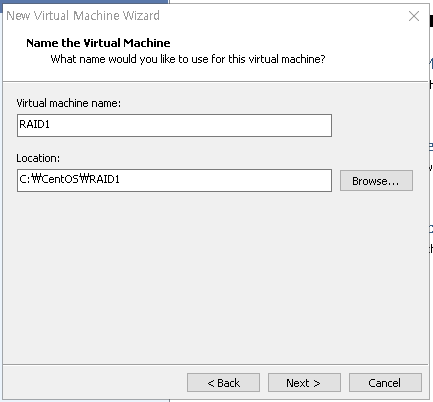 New Virtual Machine Wizard
Name the Virtual Machine
What name would you like to use for this virtual machine?
Virtual machine name:
RAID1
Location:
C:₩CentOS₩RAID1
Browse...
< Back
Next >
Cancel